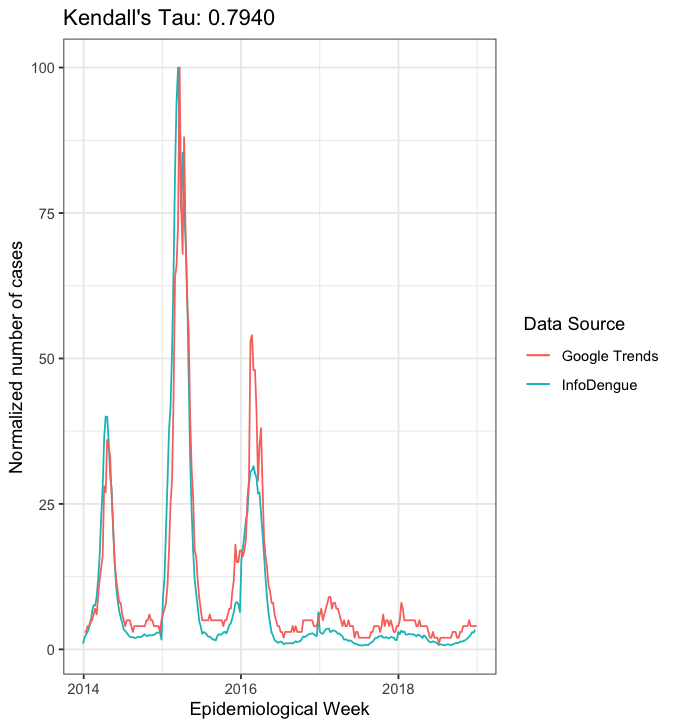 Kendall's Tau: 0.7940
100
75
50
25
0
Normalized number of cases
2014
2016
2018
Epidemiological Week
Data Source
Google Trends
InfoDengue